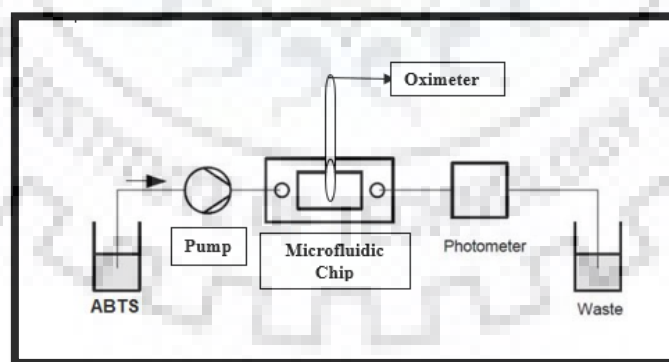 Oximeter
Pump
Microfluidic
Chip
Photometer
ABTS
Waste